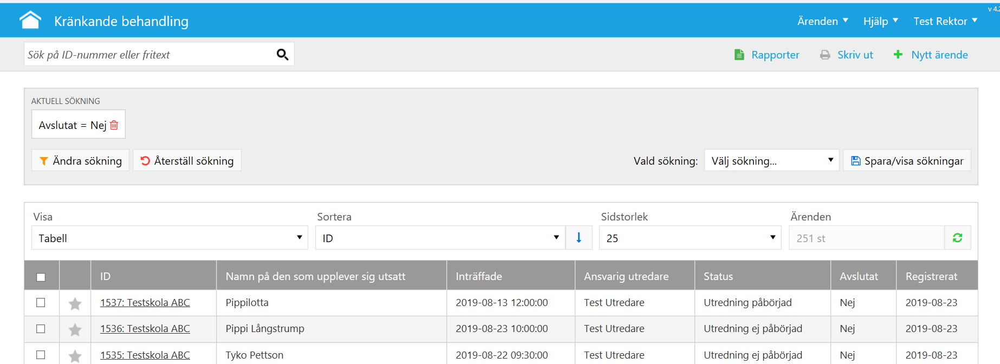 v 4.2
Kränkande behandling Ärenden Hjälp Test Rektor
Sök på ID-nummer eller fritext Rapporter Skriv ut Nytt ärende
AKTUELL SÖKNING
Avslutat = Nej
Ändra sökning Återställ sökning Vald sökning: Välj sökning... Spara/visa sökningar
Visa Sortera Sidstorlek Ärenden
Tabell ID 25 251 st
ID Namn på den som upplever sig utsatt Inträffade Ansvarig utredare Status Avslutat Registrerat
1537: Testskola ABC Pippilotta 2019-08-13 12:00:00 Test Utredare Utredning påbörjad Nej 2019-08-23
1536: Testskola ABC Pippi Långstrump 2019-08-23 10:00:00 Test Utredare Utredning ej påbörjad Nej 2019-08-23
1535: Testskola ABC Tyko Pettson 2019-08-22 09:30:00 Test Utredare Utredning ej påbörjad Nej 2019-08-23